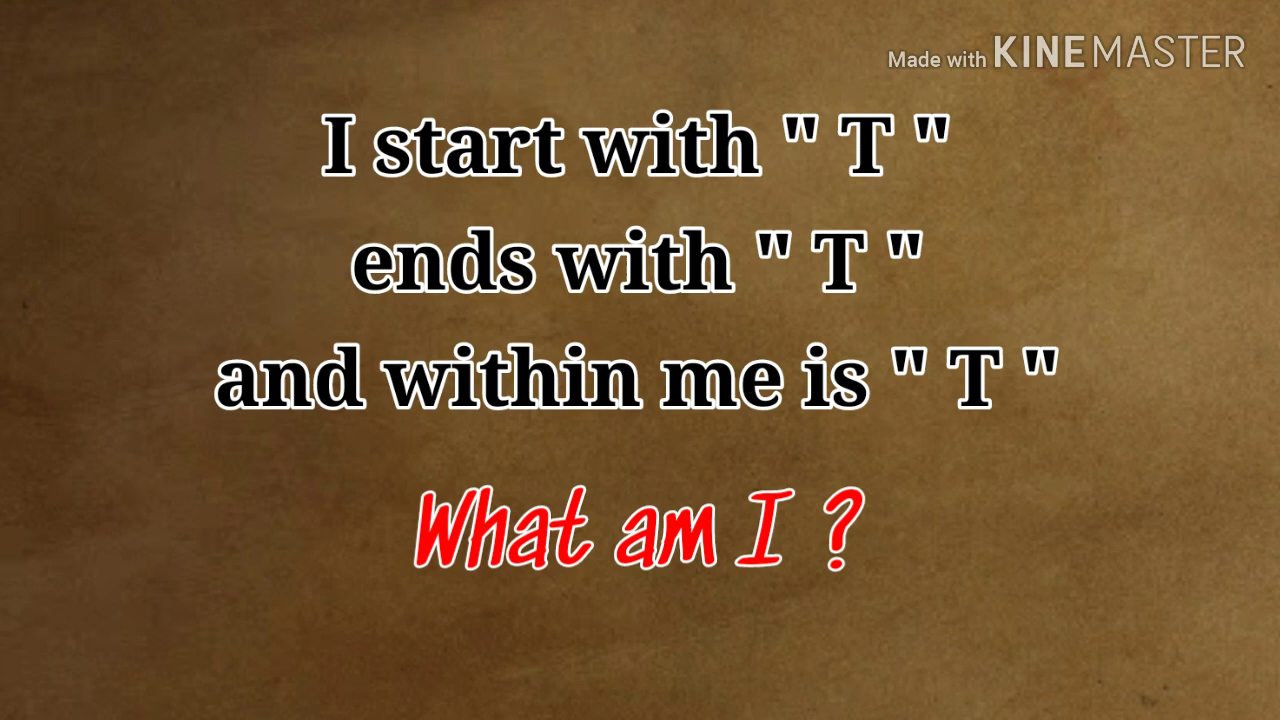 Made with KINEMASTER
I start with " T "
ends with " T "
and within me is " T "
What am I ?